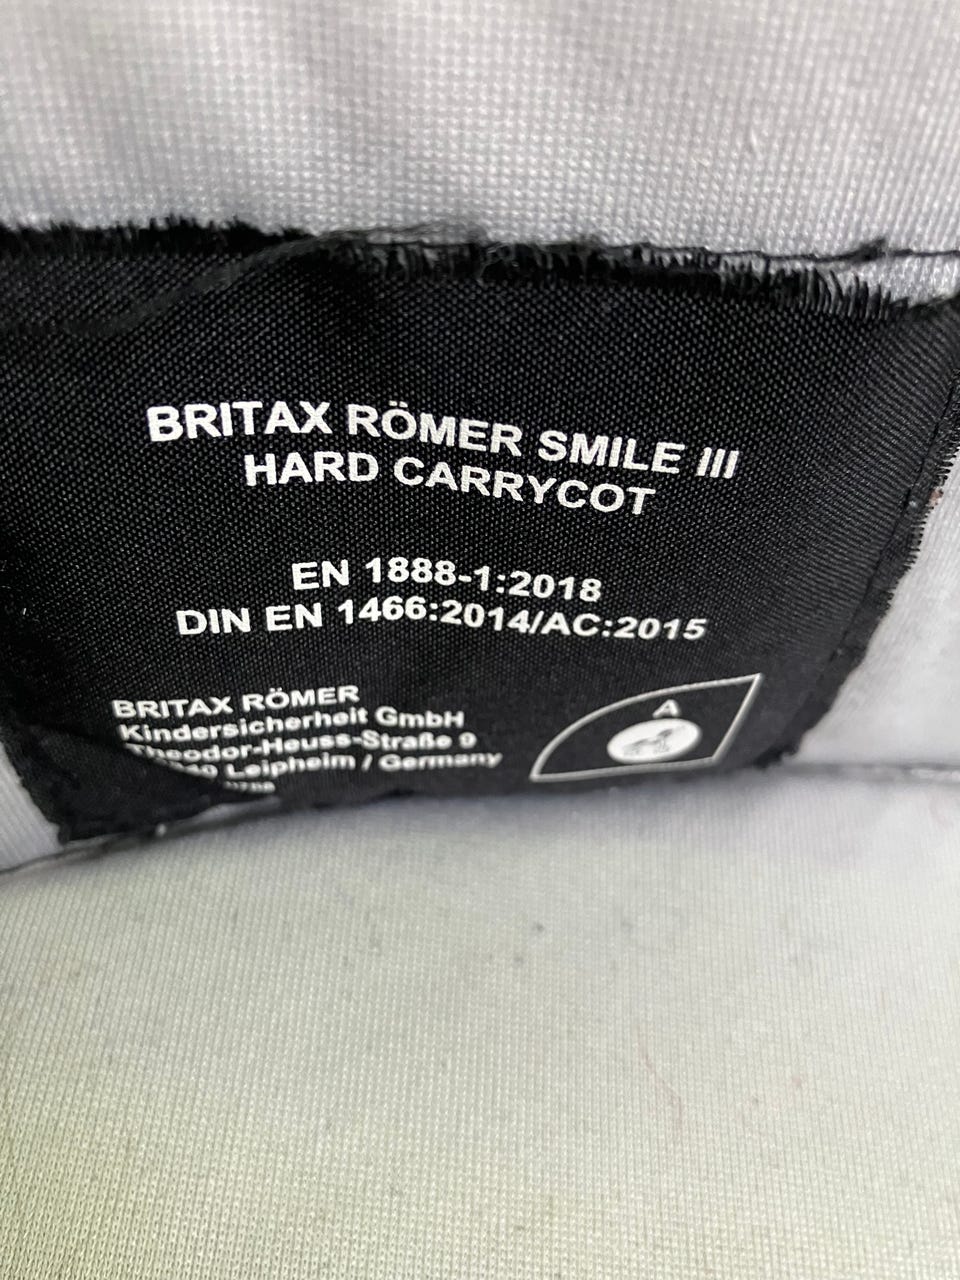 BRITAX RÖMER SMILE III
HARD CARRYCOT
EN 1888-1:2018
DIN EN 1466:2014/AC:2015
BRITAX RÖMER
Kindersicherheit GmbH
Theodor-Heuss-Straße 9
Leipheim / Germany
A